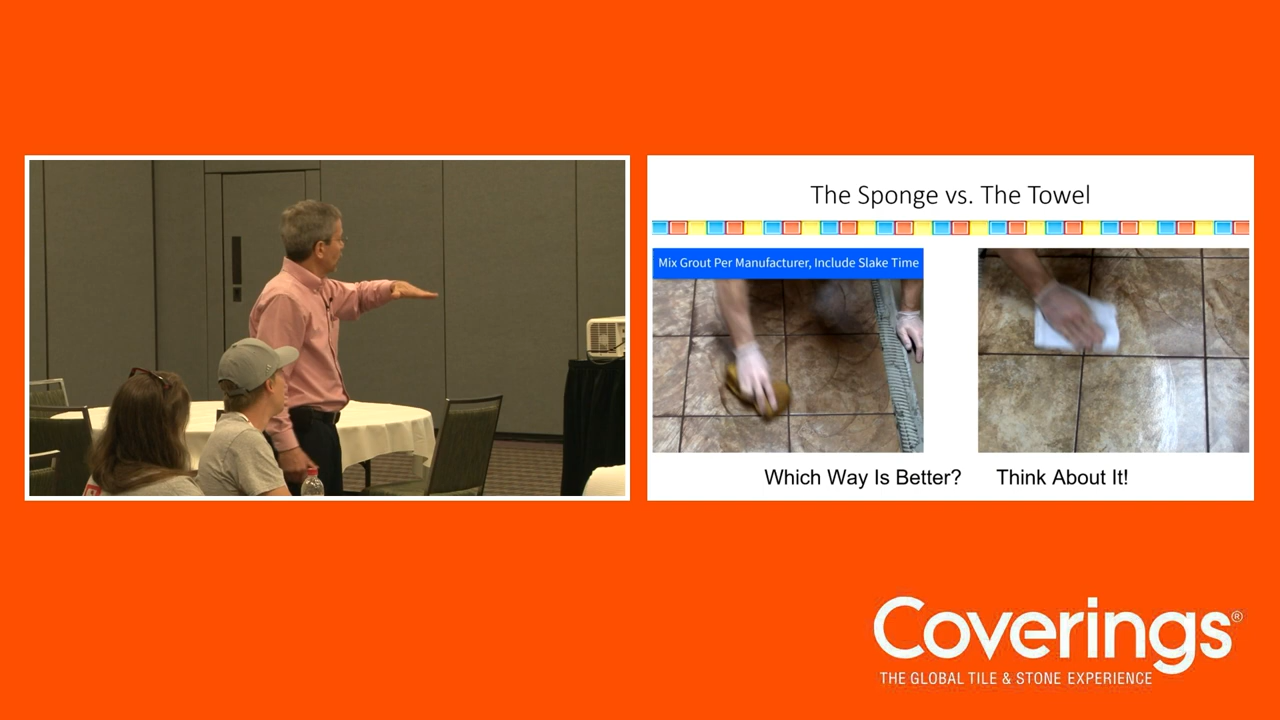 The Sponge vs. The Towel
Mix Grout Per Manufacturer, Include Slake Time
Which Way Is Better? Think About It!
Coverings®
THE GLOBAL TILE & STONE EXPERIENCE